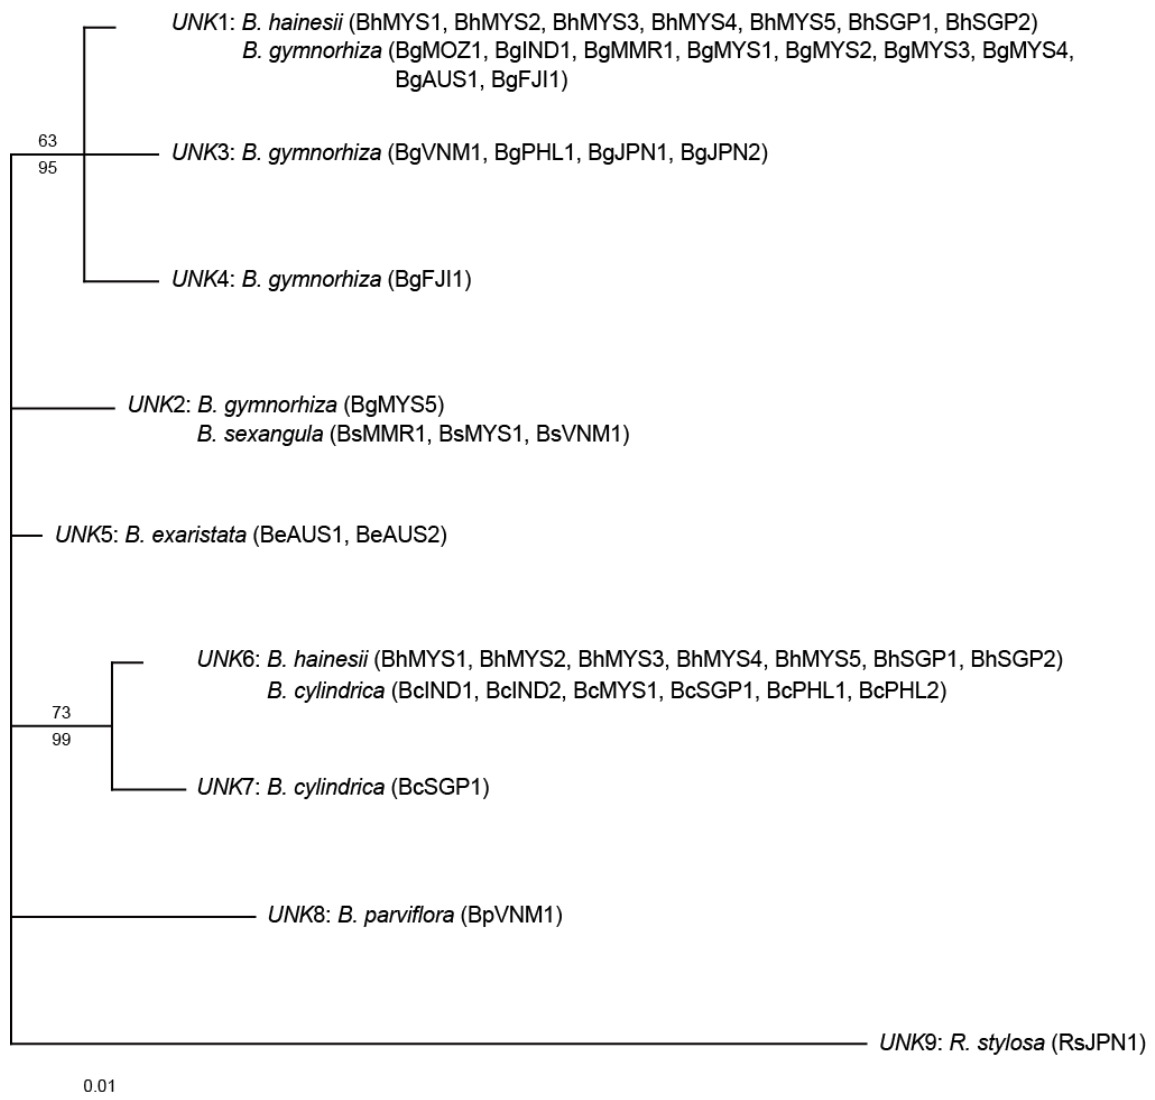 UNK1: B. hainesii (BhMYS1, BhMYS2, BhMYS3, BhMYS4, BhMYS5, BhSGP1, BhSGP2)
B. gymnorhiza (BgMOZ1, BgIND1, BgMMR1, BgMYS1, BgMYS2, BgMYS3, BgMYS4,
BgAUS1, BgFJI1)
63
95
UNK3: B. gymnorhiza (BgVNM1, BgPHL1, BgJPN1, BgJPN2)
UNK4: B. gymnorhiza (BgFJI1)
UNK2: B. gymnorhiza (BgMYS5)
B. sexangula (BsMMR1, BsMYS1, BsVNM1)
UNK5: B. exaristata (BeAUS1, BeAUS2)
UNK6: B. hainesii (BhMYS1, BhMYS2, BhMYS3, BhMYS4, BhMYS5, BhSGP1, BhSGP2)
B. cylindrica (BcIND1, BcIND2, BcMYS1, BcSGP1, BcPHL1, BcPHL2)
73
99
UNK7: B. cylindrica (BcSGP1)
UNK8: B. parviflora (BpVNM1)
UNK9: R. stylosa (RsJPN1)
0.01